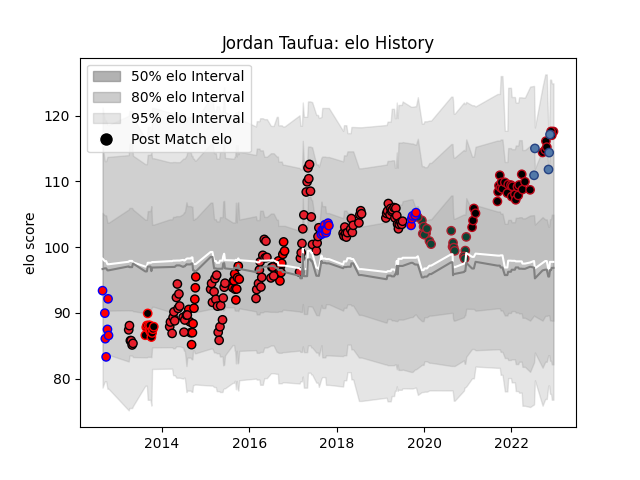 Jordan Taufua: elo History
50% elo Interval
80% elo Interval
95% elo Interval
Post Match elo
elo score
120
110
100
90
80
2014
2016
2018
2020
2022